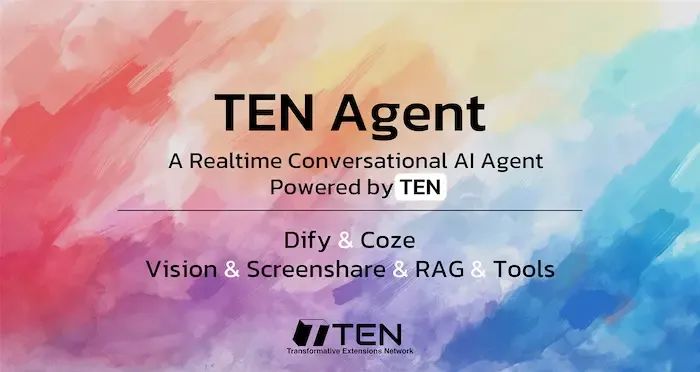 TEN Agent
A Realtime Conversational AI Agent
Powered by TEN
Dify & Coze
Vision & Screenshare & RAG & Tools
TEN
Transformative Extensions Network